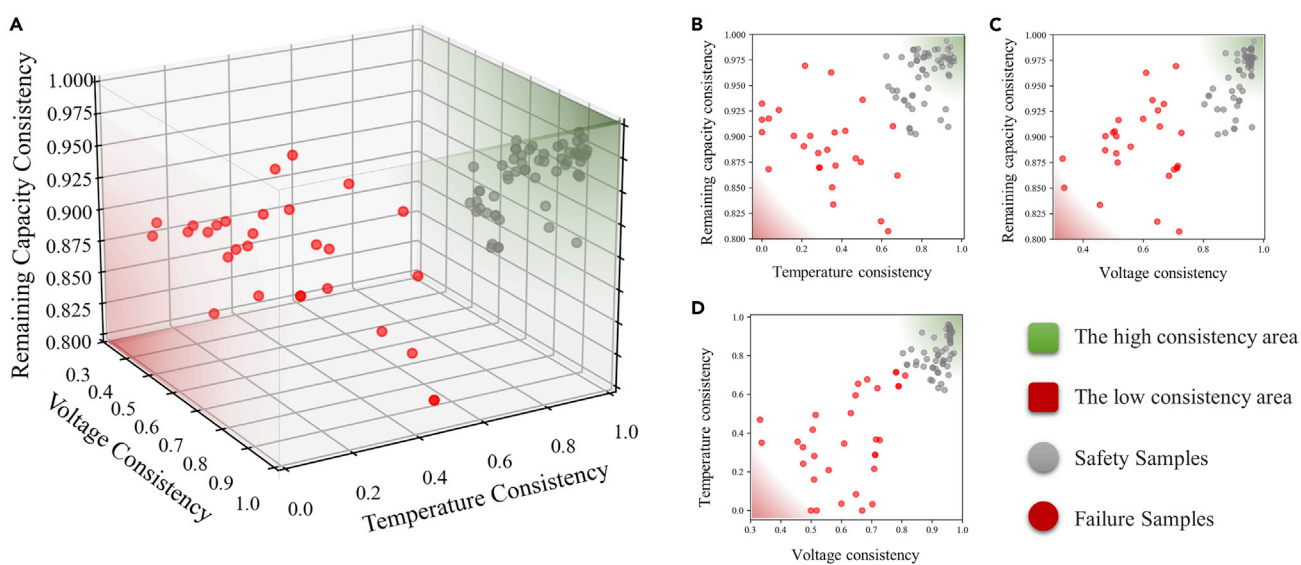 A
Remaining Capacity Consistency
1.000
0.975
0.950
0.925
0.900
0.875
0.850
0.825
0.800
0.3
0.4
0.5
0.6
0.7
0.8
0.9
1.0
Voltage Consistency
0.0
0.2
0.4
0.6
0.8
1.0
Temperature Consistency
B
Remaining capacity consistency
1.000
0.975
0.950
0.925
0.900
0.875
0.850
0.825
0.800
0.0 0.2 0.4 0.6 0.8 1.0
Temperature consistency
C
Remaining capacity consistency
1.000
0.975
0.950
0.925
0.900
0.875
0.850
0.825
0.800
0.4 0.6 0.8 1.0
Voltage consistency
D
Temperature consistency
1.0
0.8
0.6
0.4
0.2
0.0
0.3 0.4 0.5 0.6 0.7 0.8 0.9 1.0
Voltage consistency
The high consistency area
The low consistency area
Safety Samples
Failure Samples